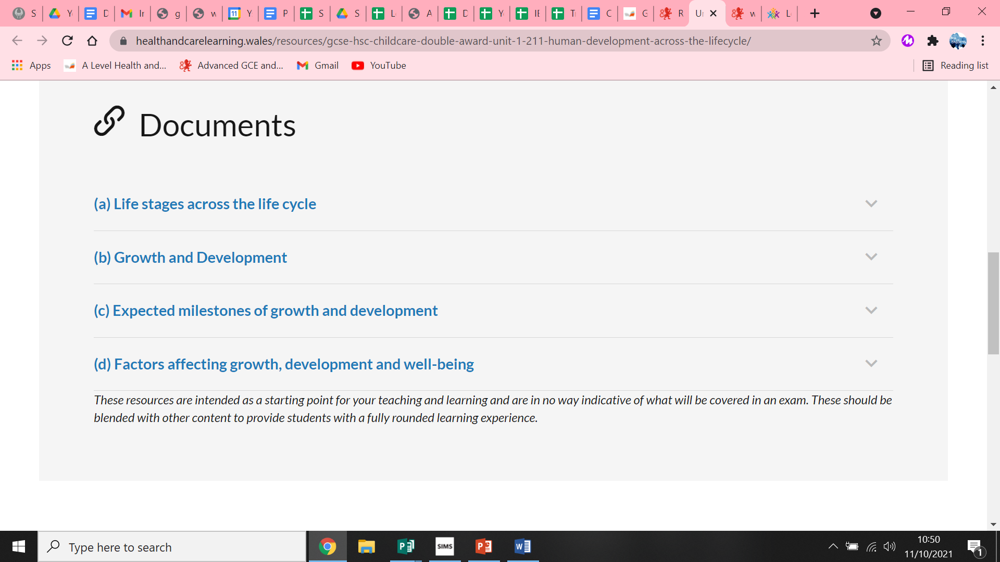 S Y D Ir g w Y P S S L A D Y IE T C G R Ur w L
healthandcarelearning.wales/resources/gcse-hsc-childcare-double-award-unit-1-211-human-development-across-the-lifecycle/
Apps A Level Health and... Advanced GCE and... Gmail YouTube Reading list
Documents
(a) Life stages across the life cycle
(b) Growth and Development
(c) Expected milestones of growth and development
(d) Factors affecting growth, development and well-being
These resources are intended as a starting point for your teaching and learning and are in no way indicative of what will be covered in an exam. These should be
blended with other content to provide students with a fully rounded learning experience.
Type here to search
SIMS
10:50
11/10/2021
1